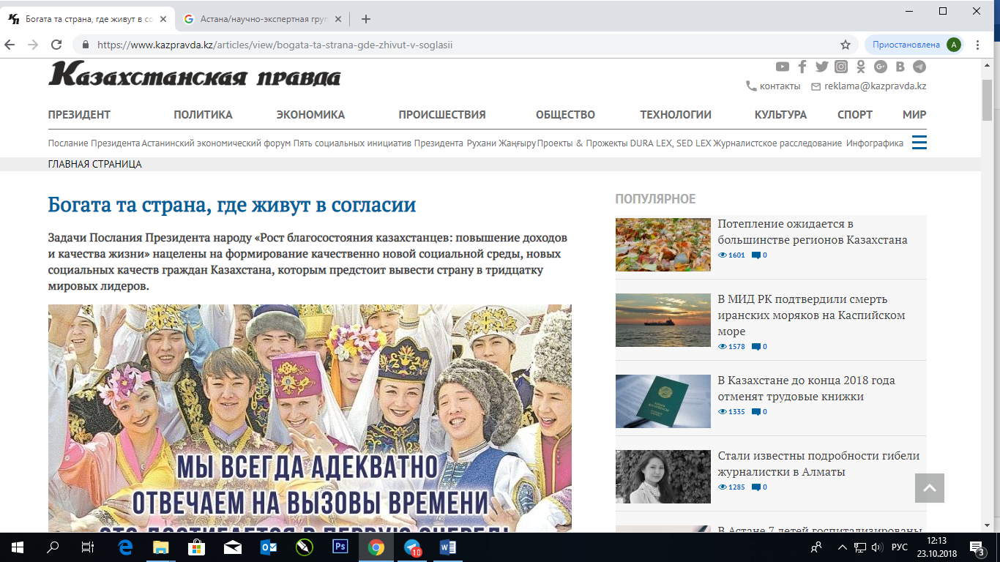 Богата та страна, где живут в со
Астана/научно-экспертная груп
https://www.kazpravda.kz/articles/view/bogata-ta-strana-gde-zhivut-v-soglasii
Приостановлена
А
Казахстанская правда
контакты
reklama@kazpravda.kz
ПРЕЗИДЕНТ ПОЛИТИКА ЭКОНОМИКА ПРОИСШЕСТВИЯ ОБЩЕСТВО ТЕХНОЛОГИИ КУЛЬТУРА СПОРТ МИР
Послание Президента Астанинский экономический форум Пять социальных инициатив Президента Рухани Жаңғыру Проекты & Прожекты DURA LEX, SED LEX Журналистское расследование Инфографика
ГЛАВНАЯ СТРАНИЦА
Богата та страна, где живут в согласии
Задачи Послания Президента народу «Рост благосостояния казахстанцев: повышение доходов
и качества жизни» нацелены на формирование качественно новой социальной среды, новых
социальных качеств граждан Казахстана, которым предстоит вывести страну в тридцатку
мировых лидеров.
МЫ ВСЕГДА АДЕКВАТНО
ОТВЕЧАЕМ НА ВЫЗОВЫ ВРЕМЕНИ
ЭТО ДОСТИГАЕТСЯ В ПЕРВУЮ ОЧЕРЕДЬ
ПОПУЛЯРНОЕ
Потепление ожидается в
большинстве регионов Казахстана
1601 0
В МИД РК подтвердили смерть
иранских моряков на Каспийском
море
1578 0
В Казахстане до конца 2018 года
отменят трудовые книжки
1335 0
Стали известны подробности гибели
журналистки в Алматы
1285 0
В Астане 7 детей госпитализированы
10
РУС
12:13
23.10.2018
3